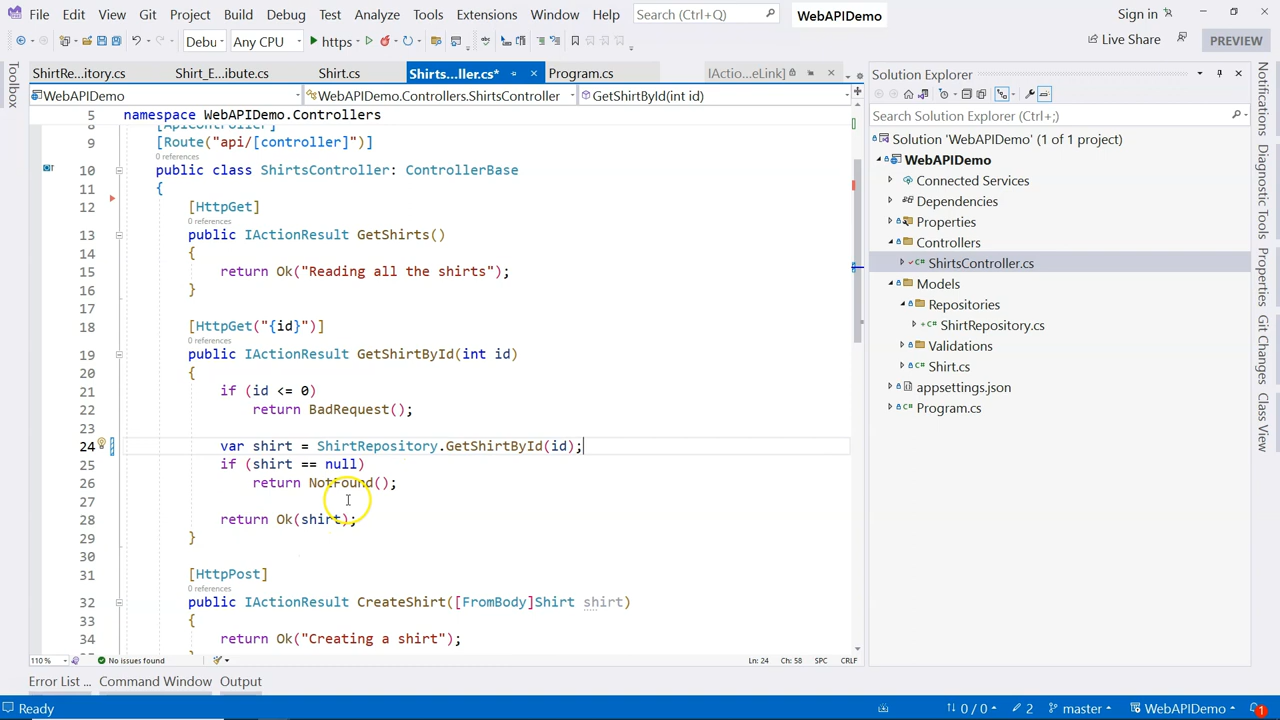 File Edit View Git Project Build Debug Test Analyze Tools Extensions Window Help Search (Ctrl+Q) WebAPIDemo Sign in
Debu Any CPU https Live Share PREVIEW
ShirtRe...itory.cs Shirt_E...ibute.cs Shirt.cs Shirts...ller.cs* Program.cs IActio...eLink] Solution Explorer
WebAPIDemo WebAPIDemo.Controllers.ShirtsController GetShirtById(int id)
Toolbox
5 namespace WebAPIDemo.Controllers
8 [ApiController]
9 [Route("api/[controller]")]
0 references
10 public class ShirtsController: ControllerBase
11 {
12 [HttpGet]
0 references
13 public IActionResult GetShirts()
14 {
15 return Ok("Reading all the shirts");
16 }
17
18 [HttpGet("{id}")]
0 references
19 public IActionResult GetShirtById(int id)
20 {
21 if (id <= 0)
22 return BadRequest();
23
24 var shirt = ShirtRepository.GetShirtById(id);
25 if (shirt == null)
26 return NotFound();
27
28 return Ok(shirt);
29 }
30
31 [HttpPost]
0 references
32 public IActionResult CreateShirt([FromBody]Shirt shirt)
33 {
34 return Ok("Creating a shirt");
110 % No issues found Ln: 24 Ch: 58 SPC CRLF
Search Solution Explorer (Ctrl+;)
Solution 'WebAPIDemo' (1 of 1 project)
WebAPIDemo
Connected Services
Dependencies
Properties
Controllers
ShirtsController.cs
Models
Repositories
ShirtRepository.cs
Validations
Shirt.cs
appsettings.json
Program.cs
Notifications
Diagnostic Tools
Properties
Git Changes
Class View
Error List ... Command Window Output
Ready 0 / 0 2 master WebAPIDemo 1